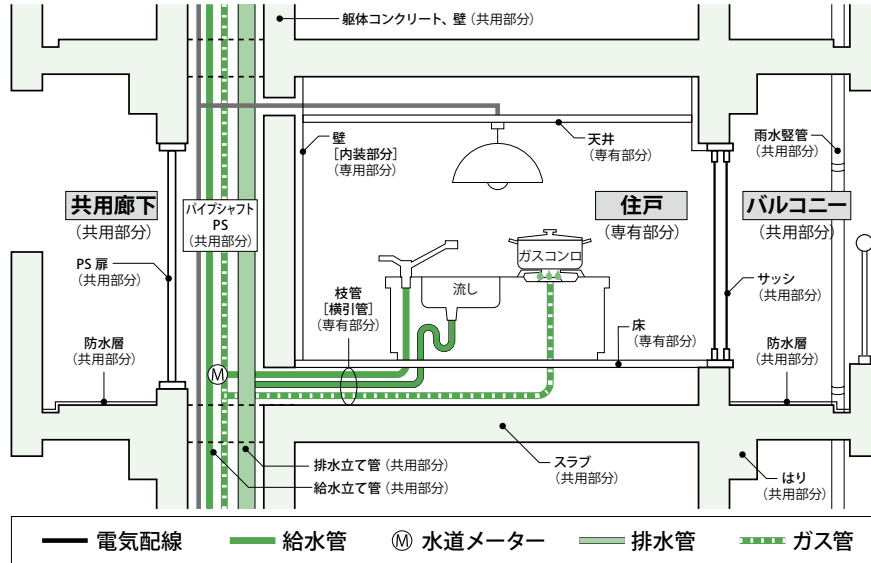 躯体コンクリート、壁（共用部分）
壁
［内装部分］
（専用部分）
天井
（専有部分）
雨水竪管
（共用部分）
共用廊下
（共用部分）
パイプシャフト
PS
（共用部分）
住戸
（専有部分）
バルコニー
（共用部分）
PS 扉
（共用部分）
ガスコンロ
サッシ
（共用部分）
流し
枝管
［横引管］
（専有部分）
床
（専有部分）
防水層
（共用部分）
防水層
（共用部分）
M
排水立て管（共用部分）
給水立て管（共用部分）
スラブ
（共用部分）
はり
（共用部分）
電気配線
給水管
Ⓜ 水道メーター
排水管
ガス管